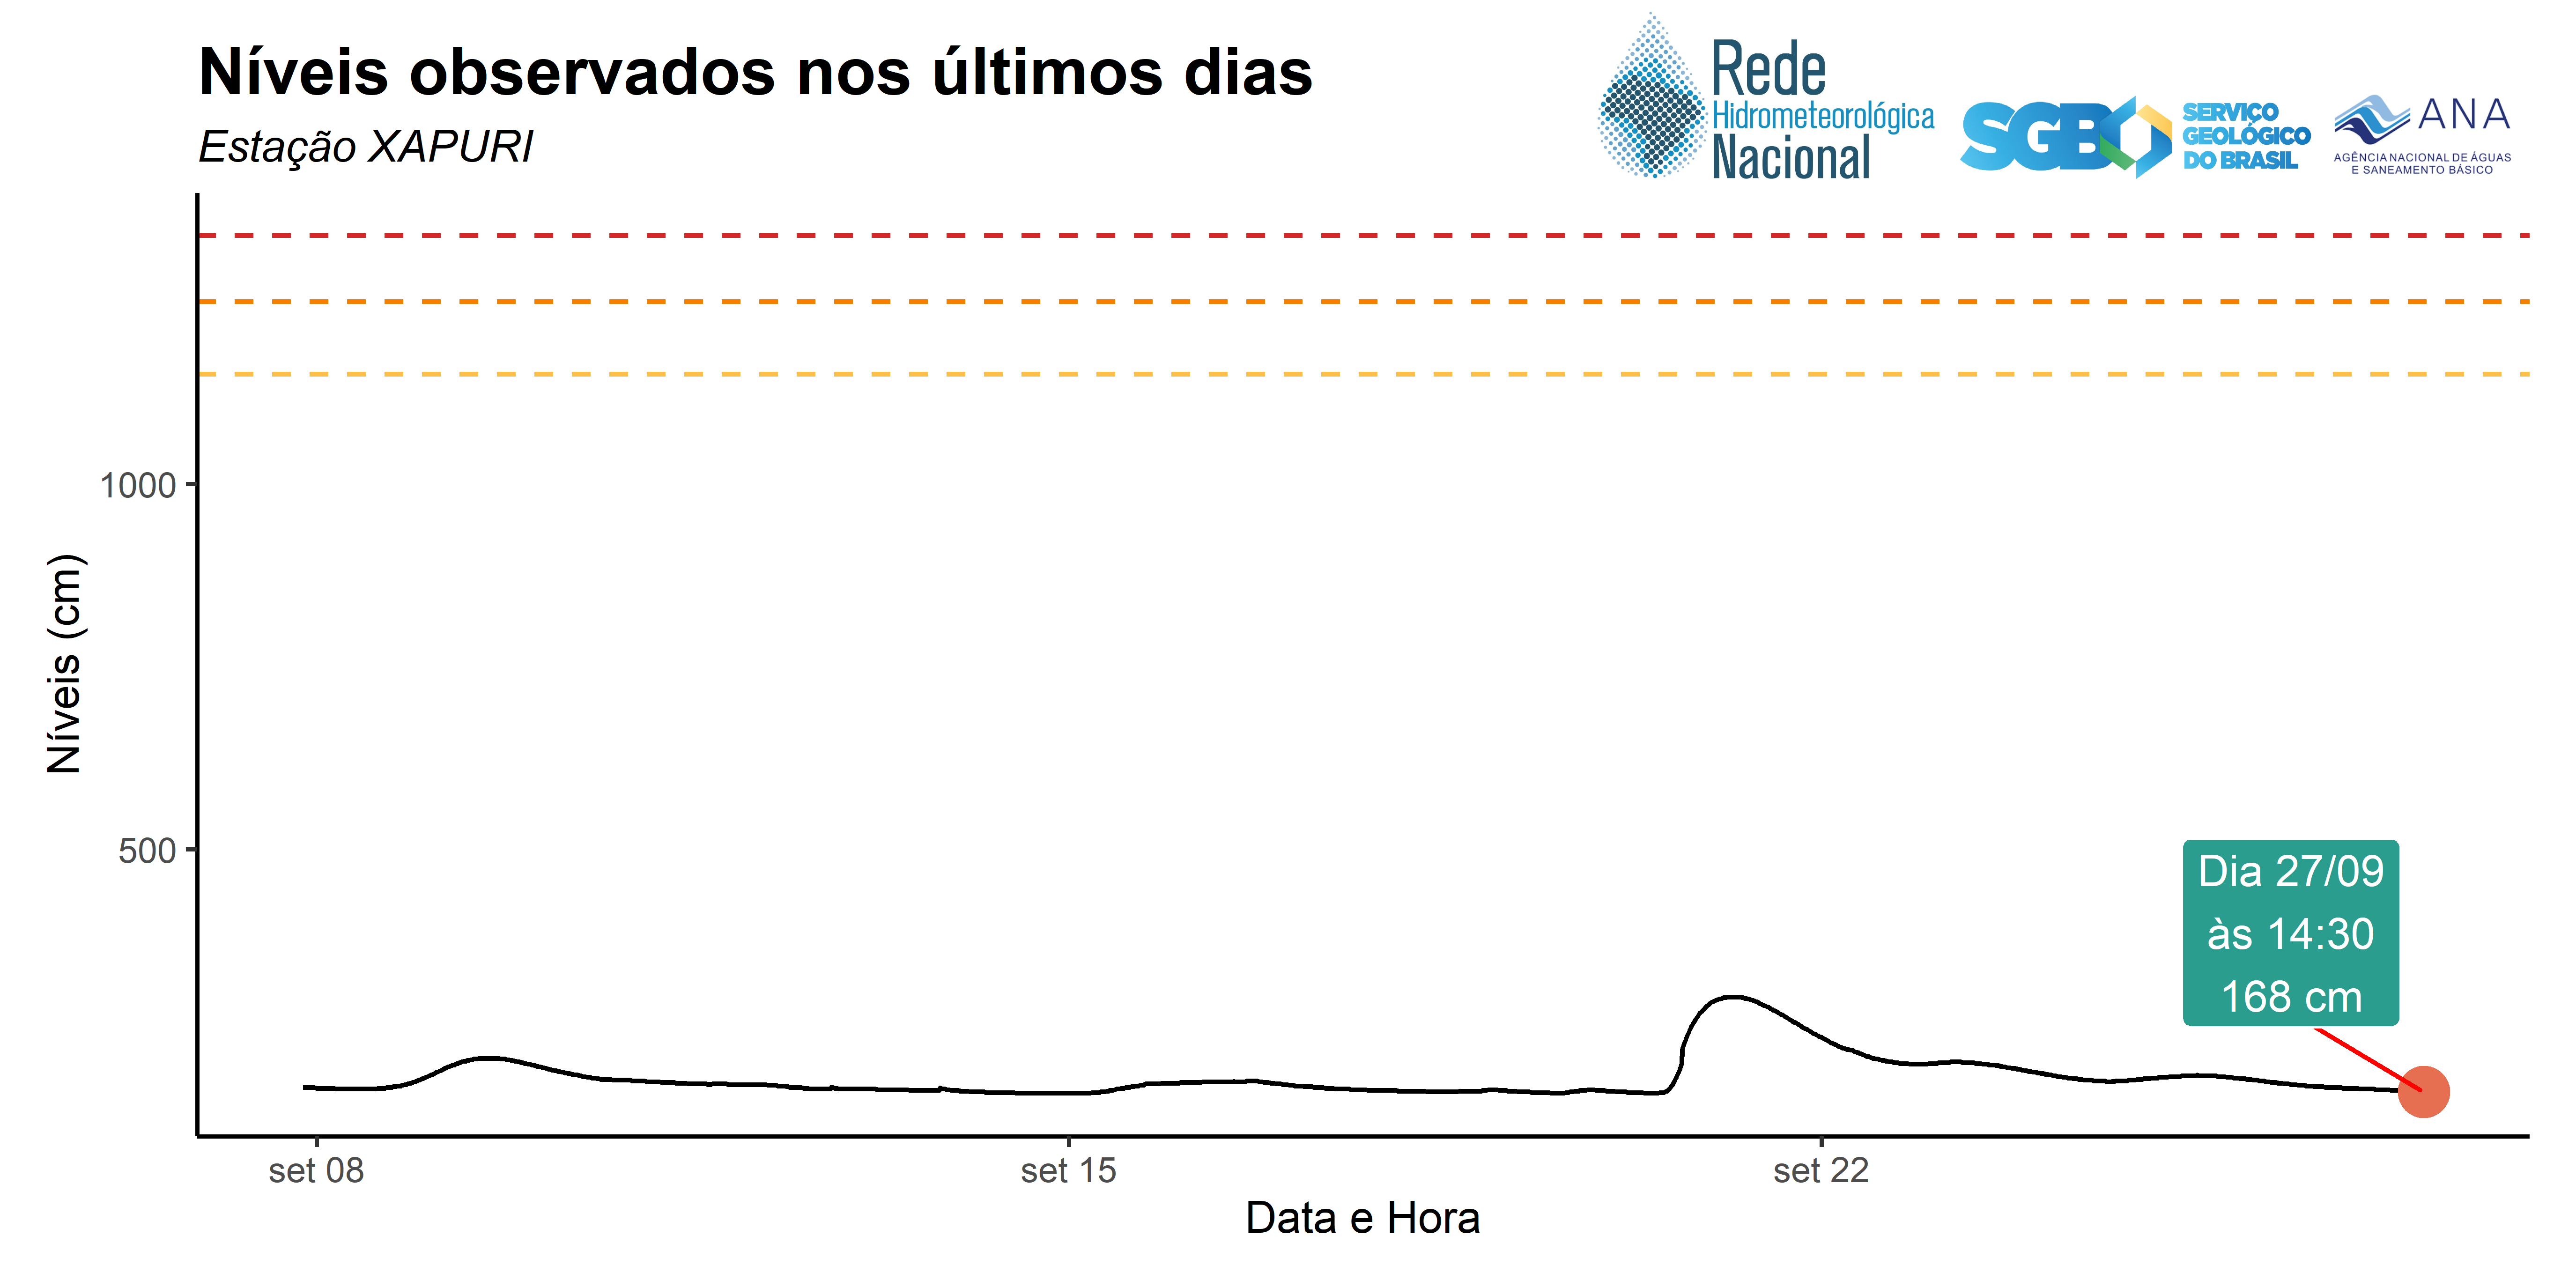 Níveis observados nos últimos dias
Estação XAPURI
Rede
Hidrometeorológica
Nacional
SGB
SERVIÇO
GEOLÓGICO
DO BRASIL
ANA
AGÊNCIA NACIONAL DE ÁGUAS
E SANEAMENTO BÁSICO
Níveis (cm)
1000
500
Dia 27/09
às 14:30
168 cm
set 08
set 15
set 22
Data e Hora